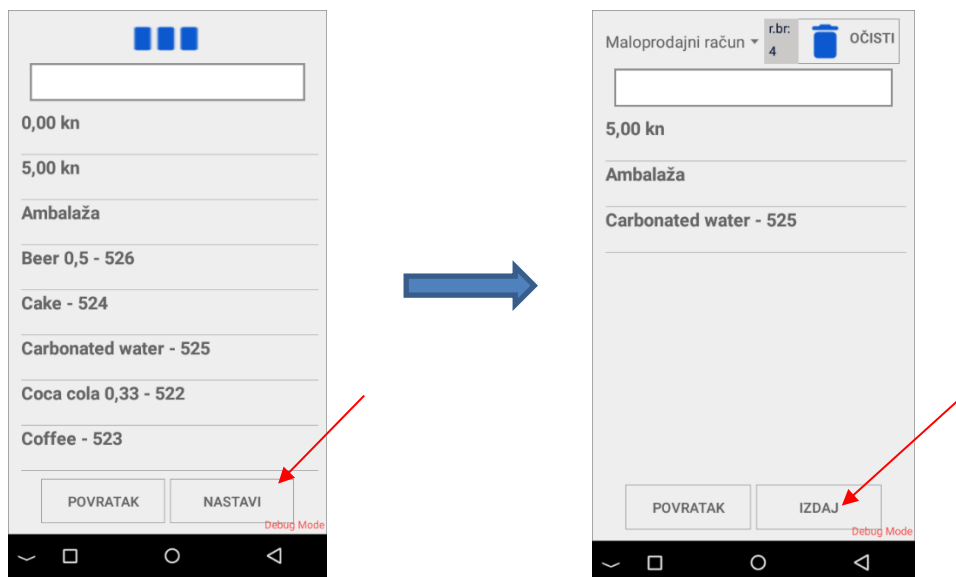 0,00 kn
5,00 kn
Ambalaža
Beer 0,5 - 526
Cake - 524
Carbonated water - 525
Coca cola 0,33 - 522
Coffee - 523
POVRATAK
NASTAVI
Debug Mode
Maloprodajni račun
r.br:
4
OČISTI
5,00 kn
Ambalaža
Carbonated water - 525
POVRATAK
IZDAJ
Debug Mode